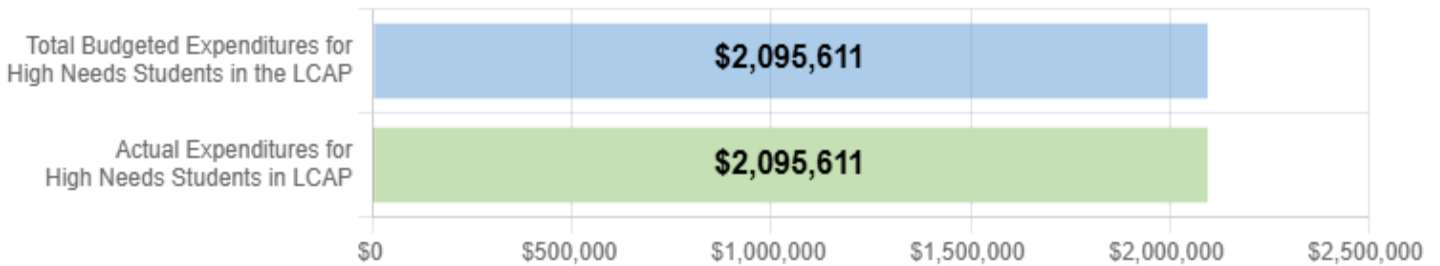 Total Budgeted Expenditures for
High Needs Students in the LCAP
$2,095,611
Actual Expenditures for
High Needs Students in LCAP
$2,095,611
$0 $500,000 $1,000,000 $1,500,000 $2,000,000 $2,500,000